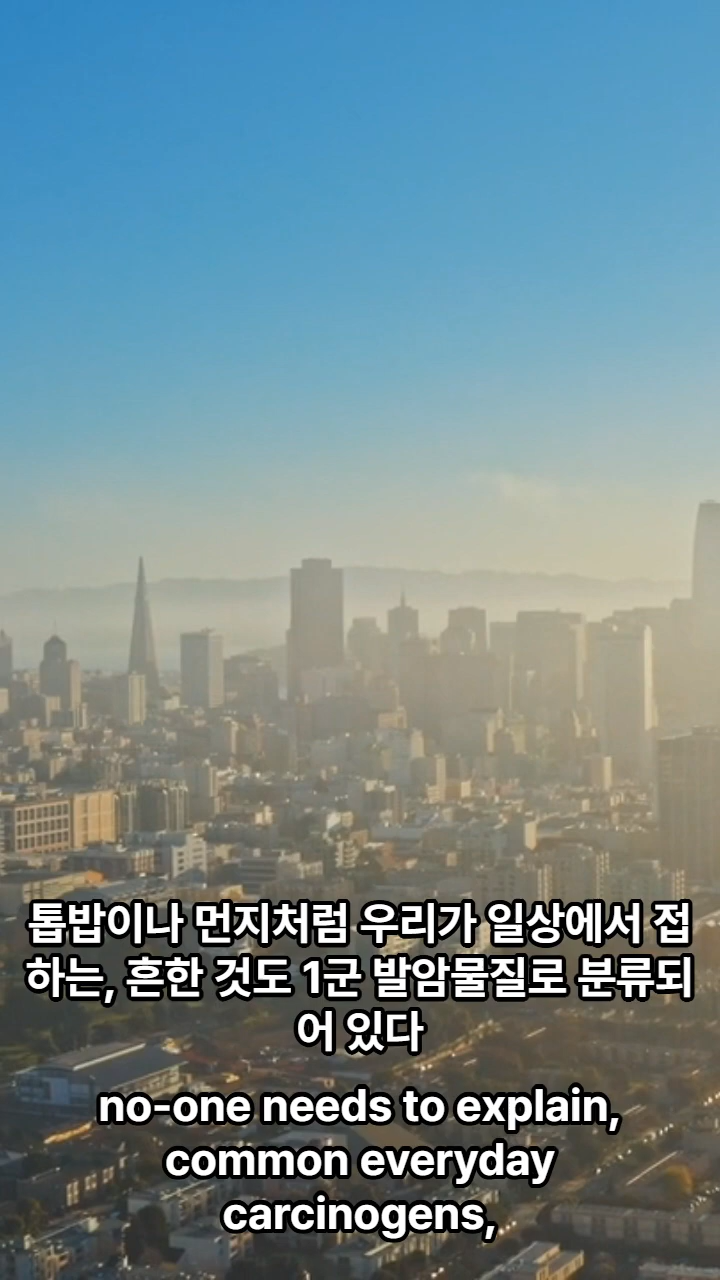 톱밥이나 먼지처럼 우리가 일상에서 접
하는, 흔한 것도 1군 발암물질로 분류되
어 있다
no-one needs to explain,
common everyday
carcinogens,